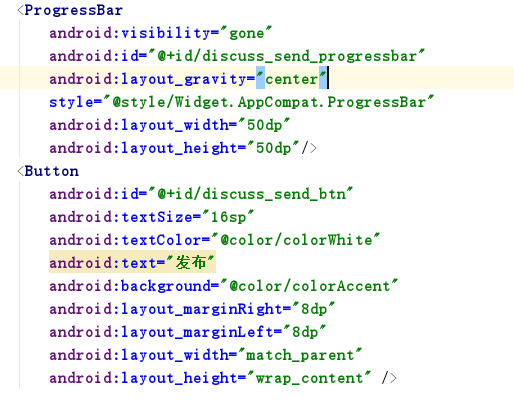 <ProgressBar
android:visibility="gone"
android:id="@+id/discuss_send_progressbar"
android:layout_gravity="center"
style="@style/Widget.AppCompat.ProgressBar"
android:layout_width="50dp"
android:layout_height="50dp"/>
<Button
android:id="@+id/discuss_send_btn"
android:textSize="16sp"
android:textColor="@color/colorWhite"
android:text="发布"
android:background="@color/colorAccent"
android:layout_marginRight="8dp"
android:layout_marginLeft="8dp"
android:layout_width="match_parent"
android:layout_height="wrap_content" />